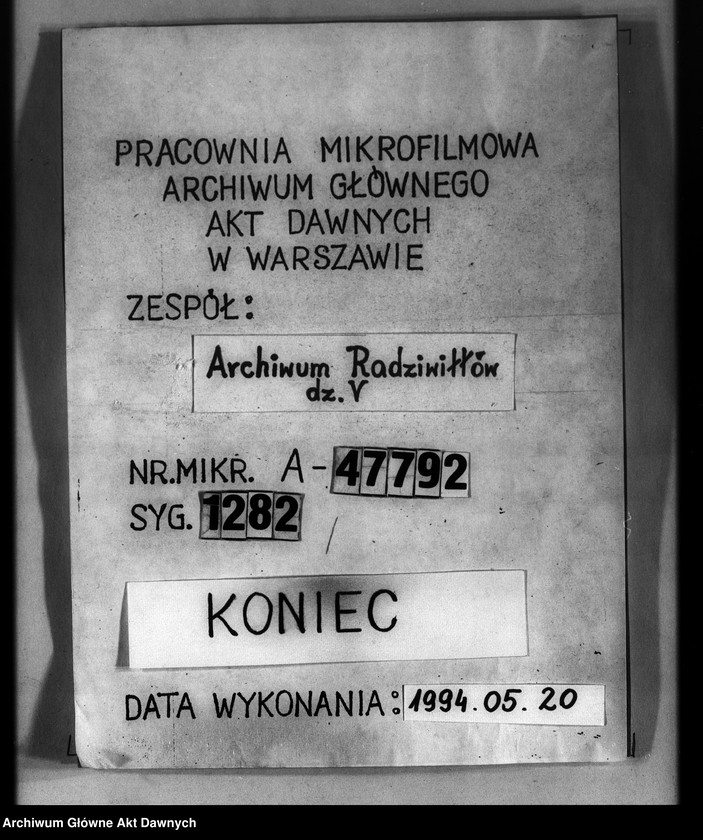 PRACOWNIA MIKROFILMOWA
ARCHIWUM GŁÓWNEGO
AKT DAWNYCH
W WARSZAWIE
ZESPÓŁ:
Archiwum Radziwiłłów
dz. V
NR.MIKR. A-47792
SYG. 1282 /
KONIEC
DATA WYKONANIA: 1994.05.20
Archiwum Główne Akt Dawnych